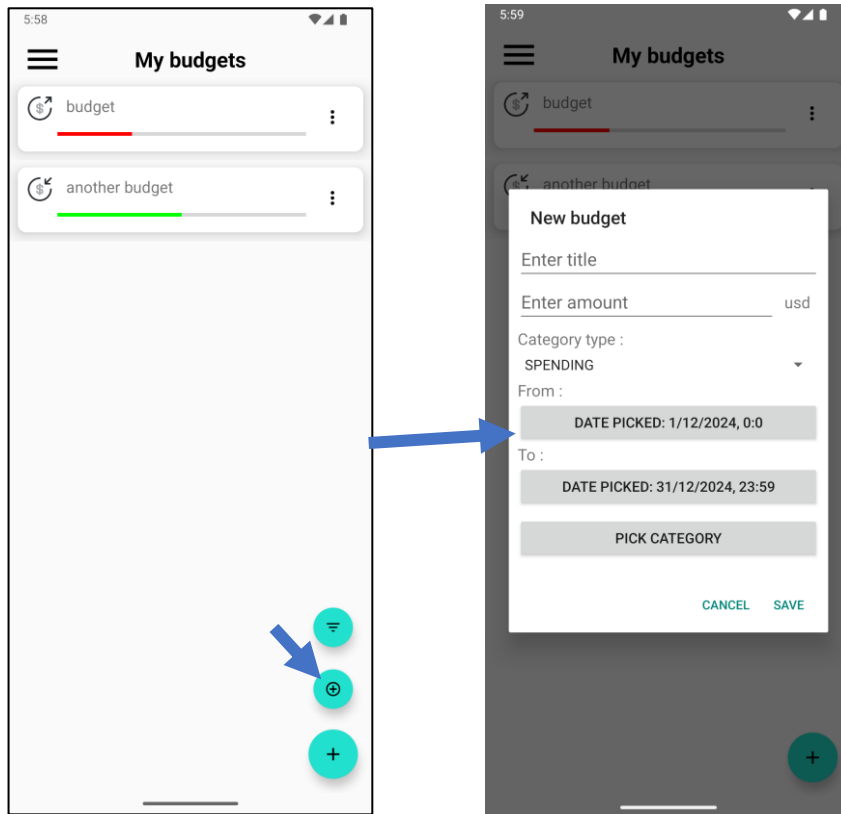 5:58
My budgets
budget
another budget
5:59
My budgets
budget
another budget
New budget
Enter title
Enter amount usd
Category type :
SPENDING
From :
DATE PICKED: 1/12/2024, 0:0
To :
DATE PICKED: 31/12/2024, 23:59
PICK CATEGORY
CANCEL SAVE